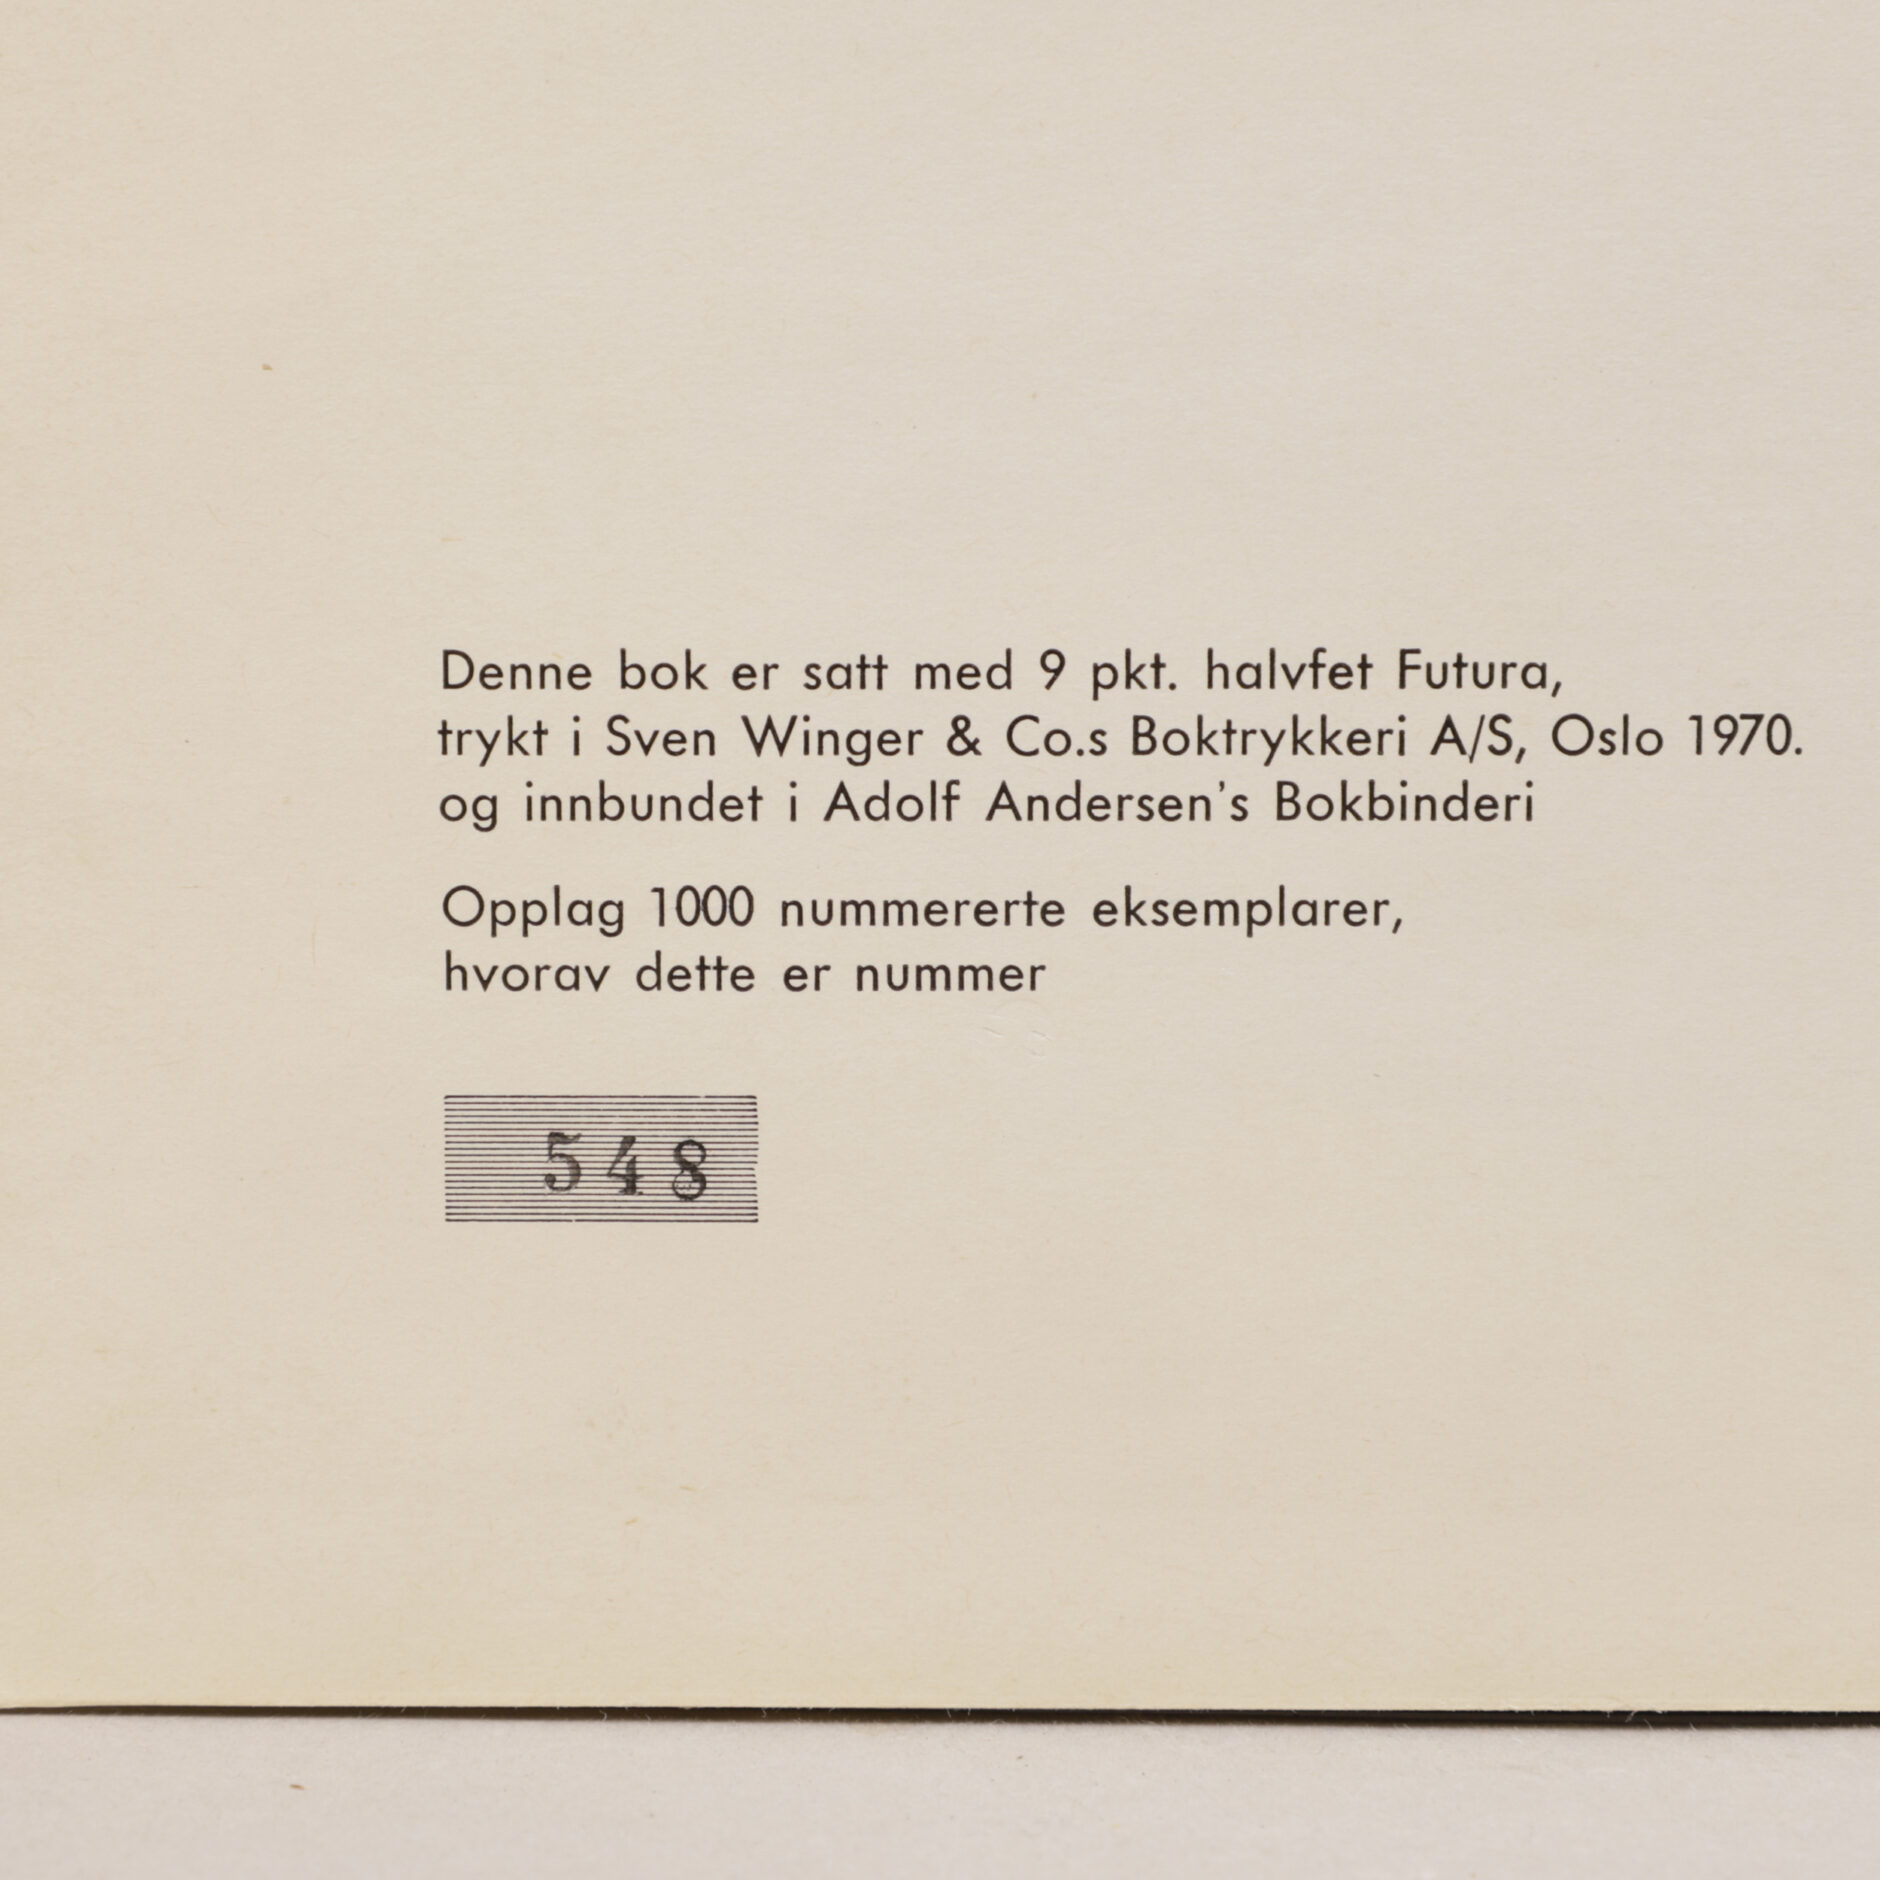 Denne bok er satt med 9 pkt. halvfet Futura,
trykt i Sven Winger & Co.s Boktrykkeri A/S, Oslo 1970.
og innbundet i Adolf Andersen's Bokbinderi
Opplag 1000 nummererte eksemplarer,
hvorav dette er nummer
548